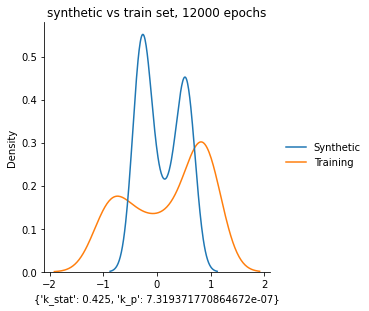 synthetic vs train set, 12000 epochs
0.5
0.4
0.3
0.2
0.1
0.0
Density
−2
−1
0
1
2
{'k_stat': 0.425, 'k_p': 7.319371770864672e-07}
Synthetic
Training